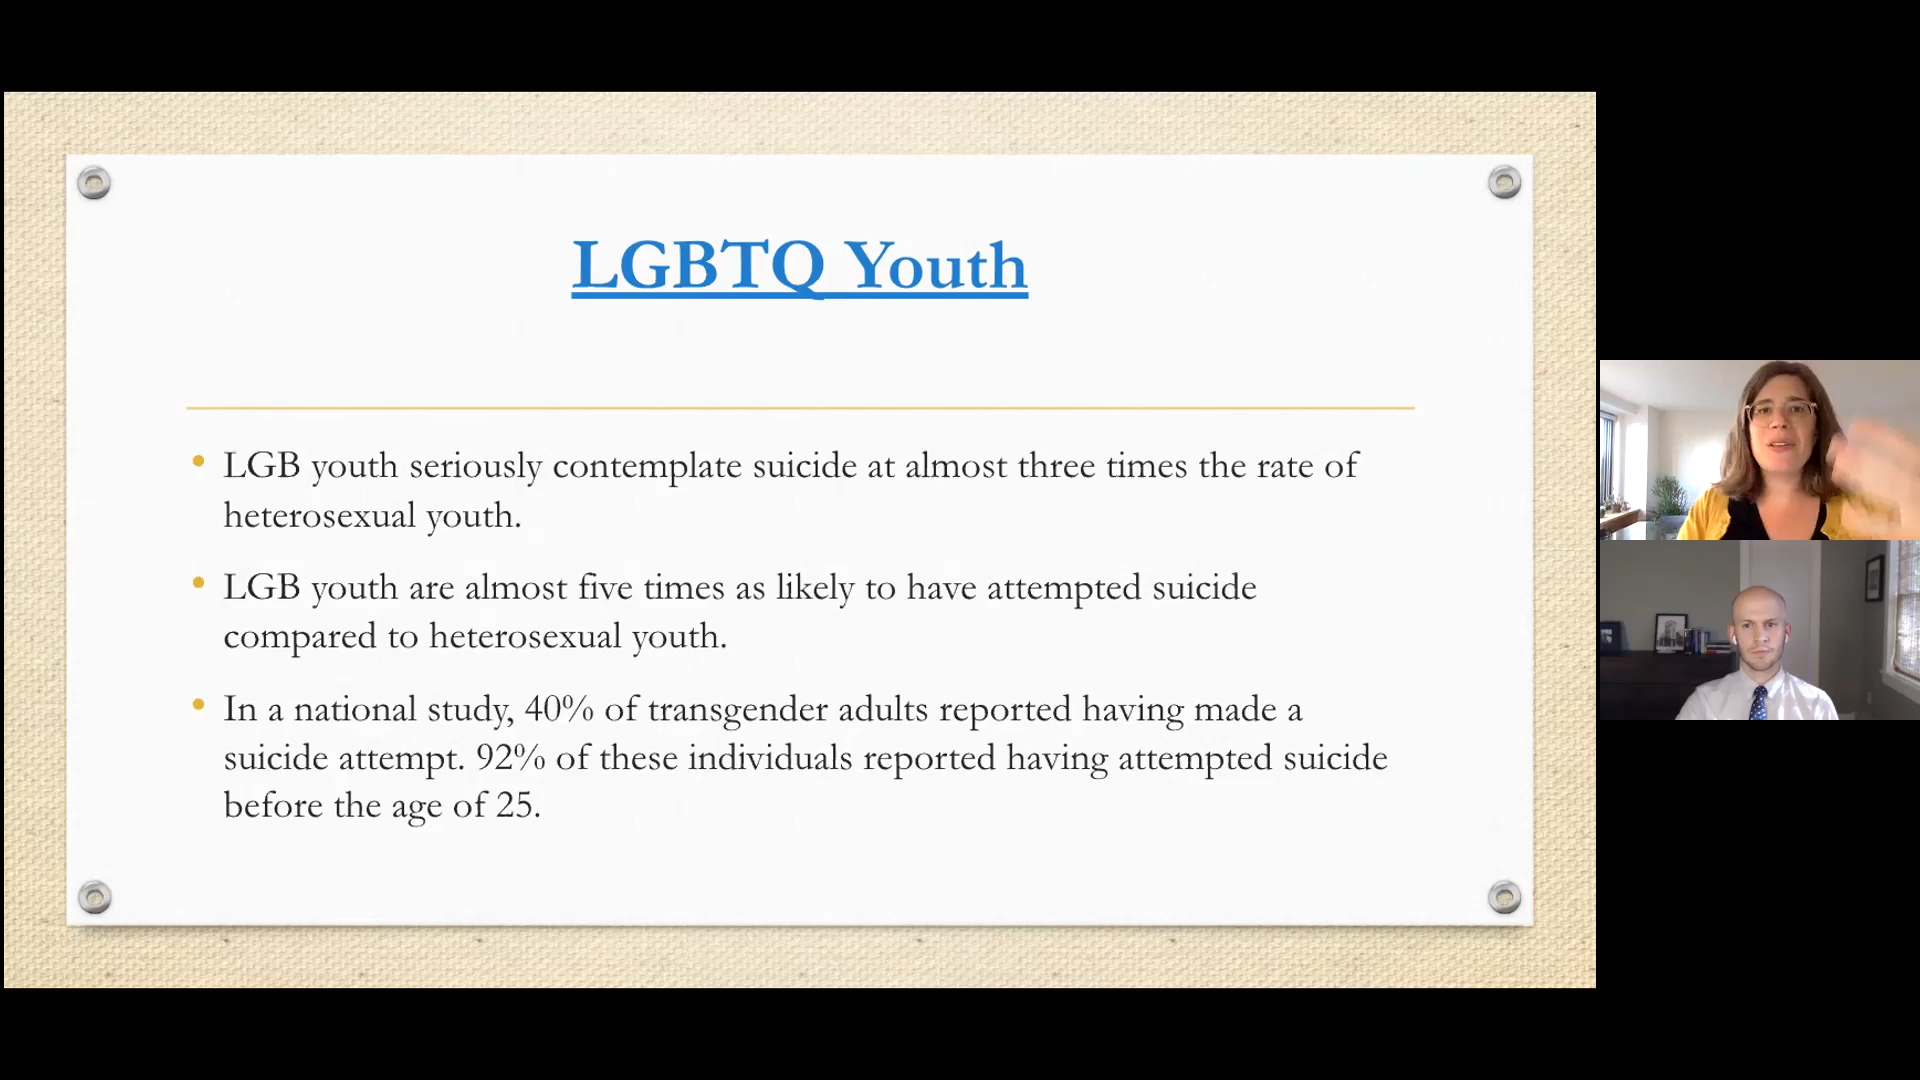 LGBTQ Youth
• LGB youth seriously contemplate suicide at almost three times the rate of
heterosexual youth.
• LGB youth are almost five times as likely to have attempted suicide
compared to heterosexual youth.
• In a national study, 40% of transgender adults reported having made a
suicide attempt. 92% of these individuals reported having attempted suicide
before the age of 25.